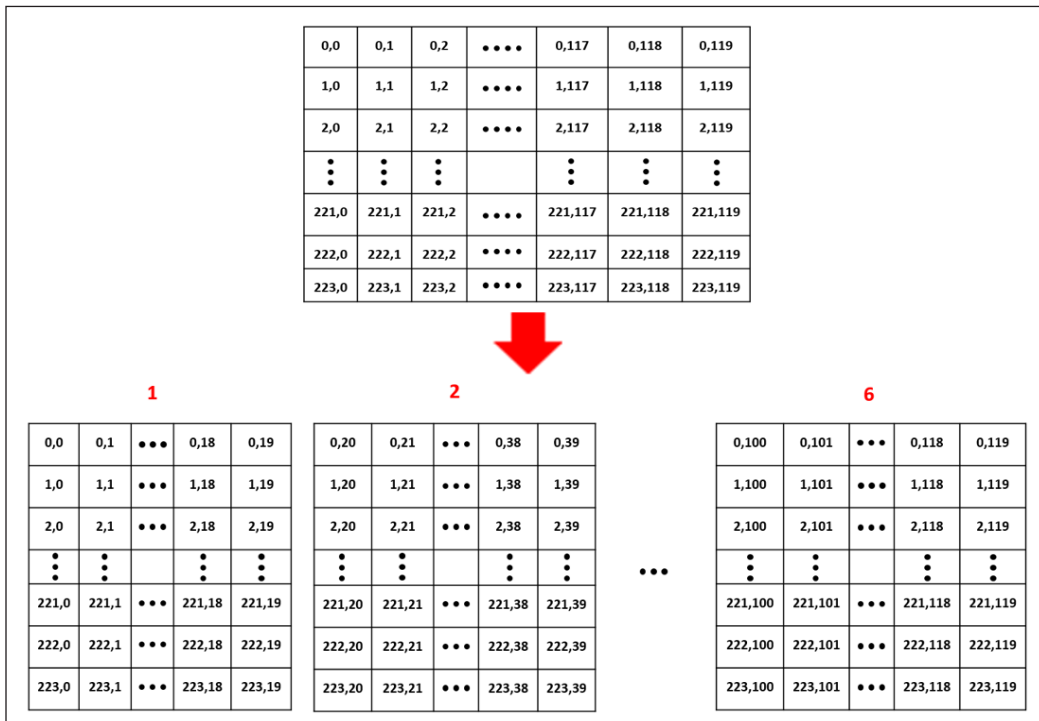 0,0 0,1 0,2 •••• 0,117 0,118 0,119
1,0 1,1 1,2 •••• 1,117 1,118 1,119
2,0 2,1 2,2 •••• 2,117 2,118 2,119
⋮ ⋮ ⋮ ⋮ ⋮ ⋮
221,0 221,1 221,2 •••• 221,117 221,118 221,119
222,0 222,1 222,2 •••• 222,117 222,118 222,119
223,0 223,1 223,2 •••• 223,117 223,118 223,119
1
0,0 0,1 ••• 0,18 0,19
1,0 1,1 ••• 1,18 1,19
2,0 2,1 ••• 2,18 2,19
⋮ ⋮ ⋮ ⋮
221,0 221,1 ••• 221,18 221,19
222,0 222,1 ••• 222,18 222,19
223,0 223,1 ••• 223,18 223,19
2
0,20 0,21 ••• 0,38 0,39
1,20 1,21 ••• 1,38 1,39
2,20 2,21 ••• 2,38 2,39
⋮ ⋮ ⋮ ⋮
221,20 221,21 ••• 221,38 221,39
222,20 222,21 ••• 222,38 222,39
223,20 223,21 ••• 223,38 223,39
•••
6
0,100 0,101 ••• 0,118 0,119
1,100 1,101 ••• 1,118 1,119
2,100 2,101 ••• 2,118 2,119
⋮ ⋮ ⋮ ⋮
221,100 221,101 ••• 221,118 221,119
222,100 222,101 ••• 222,118 222,119
223,100 223,101 ••• 223,118 223,119